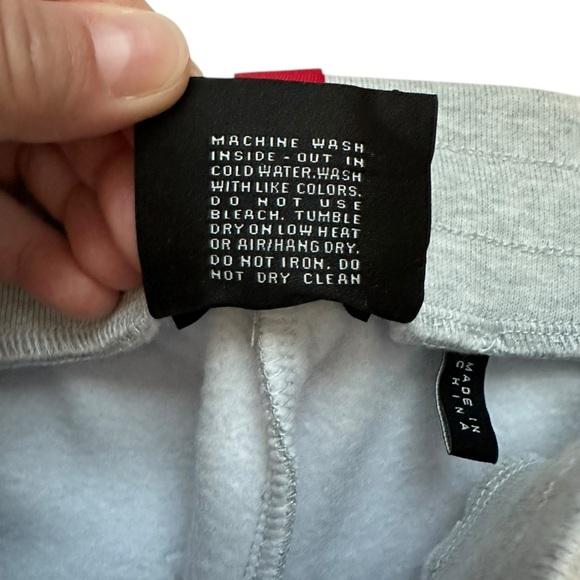 MACHINE WASH
INSIDE - OUT IN
COLD WATER.WASH
WITH LIKE COLORS.
DO NOT USE
BLEACH. TUMBLE
DRY ON LOW HEAT
OR AIR/HANG DRY.
DO NOT IRON. DO
NOT DRY CLEAN
MADE IN
CHINA